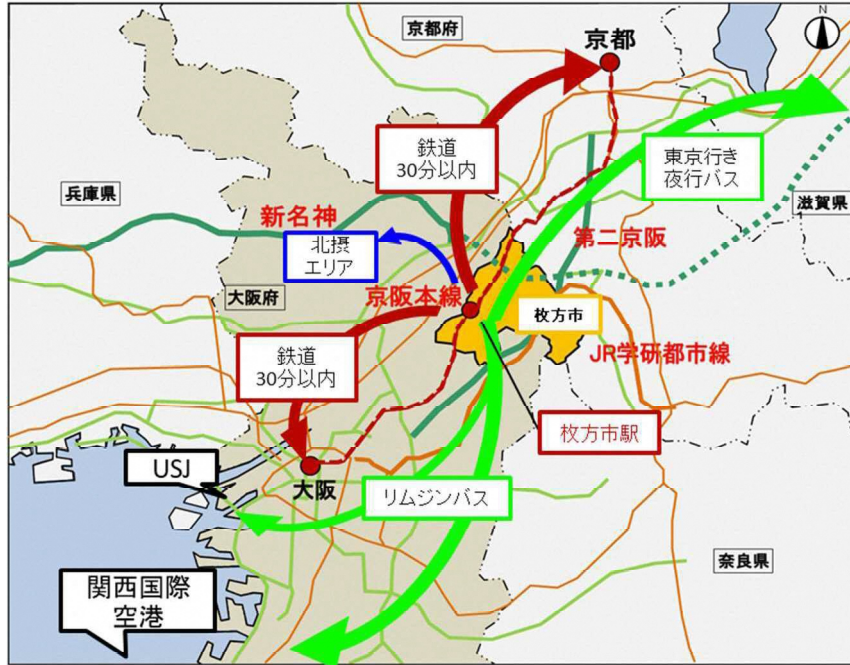 N
京都府
京都
鉄道
30分以内
東京行き
夜行バス
兵庫県
滋賀県
新名神
北摂
エリア
第二京阪
大阪府
京阪本線
枚方市
鉄道
30分以内
JR学研都市線
枚方市駅
USJ
大阪
リムジンバス
奈良県
関西国際
空港